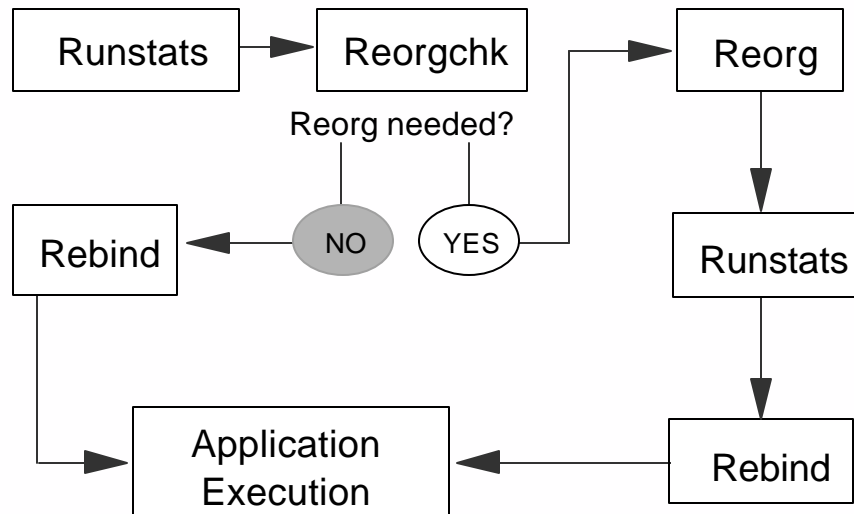 Runstats
Reorgchk
Reorg
Reorg needed?
NO
YES
Rebind
Runstats
Application
Execution
Rebind